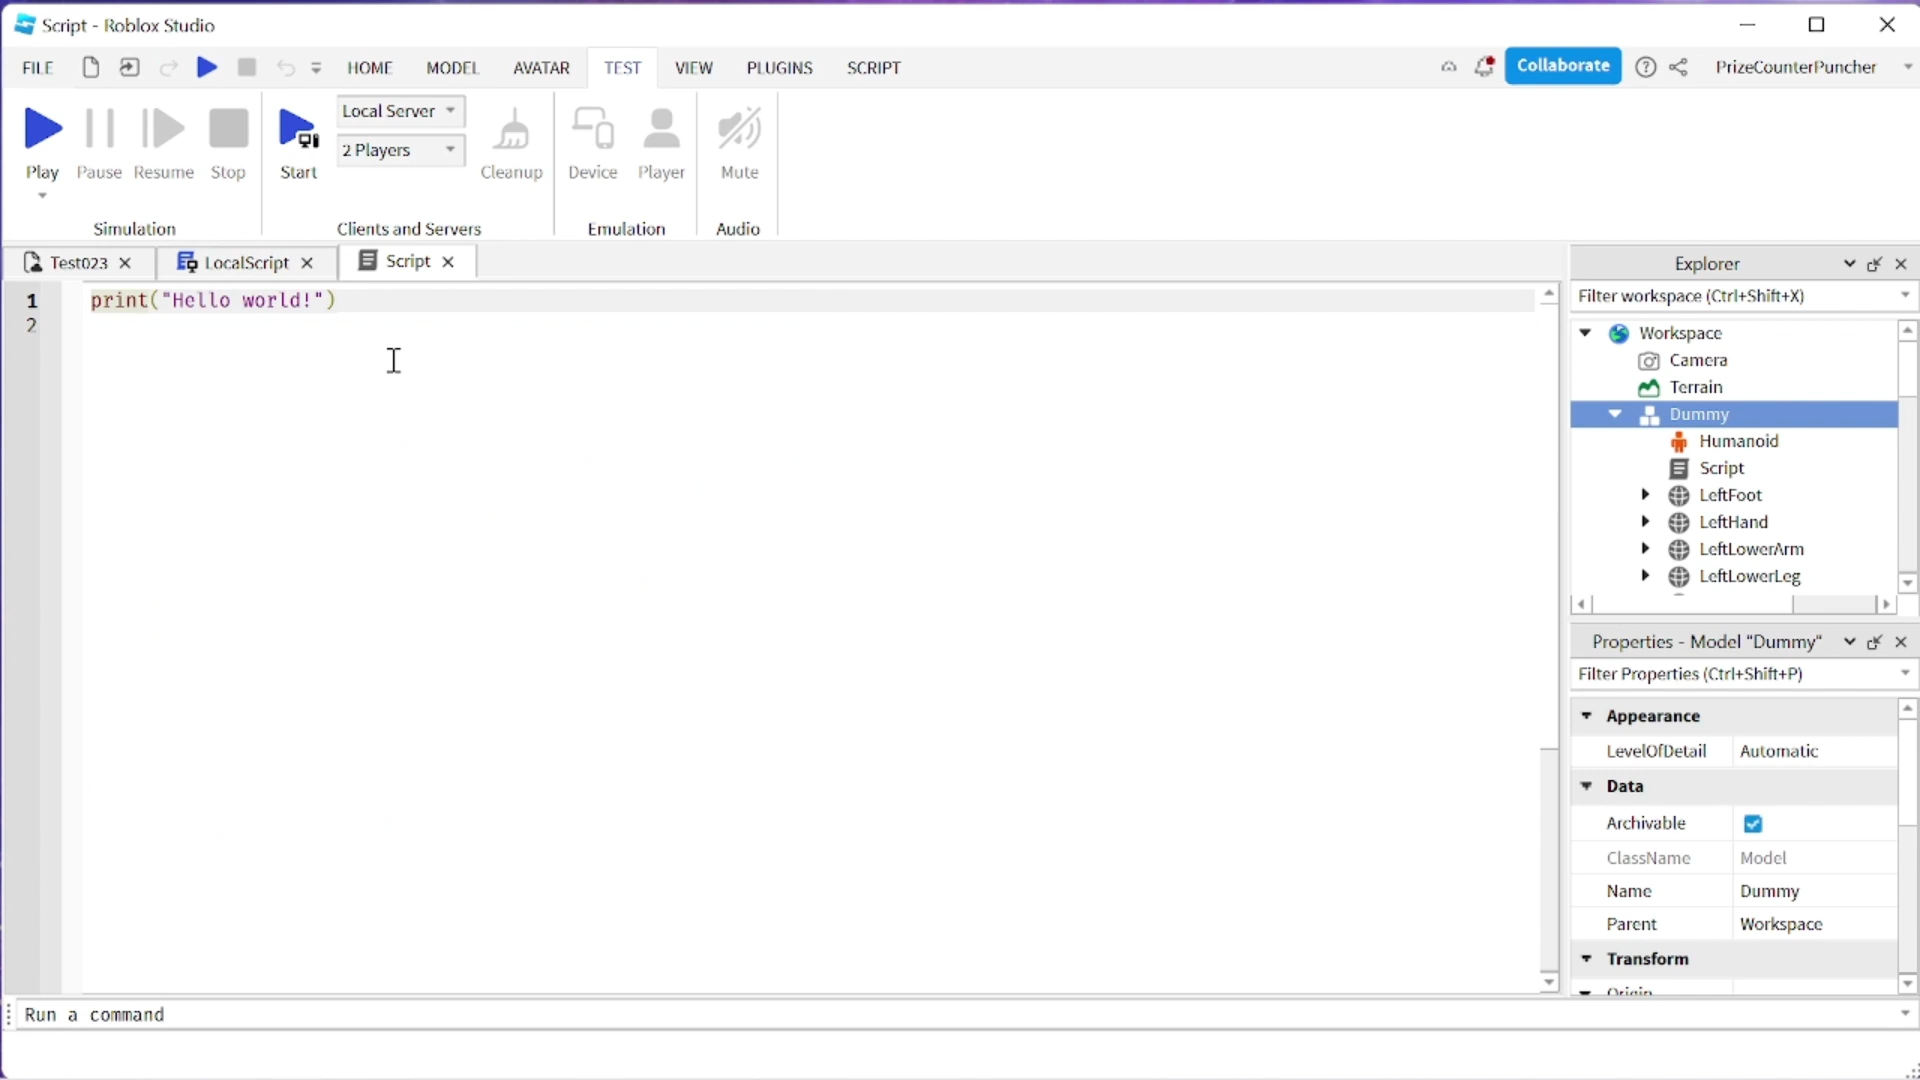 Script - Roblox Studio
FILE HOME MODEL AVATAR TEST VIEW PLUGINS SCRIPT Collaborate PrizeCounterPuncher
Play Pause Resume Stop Start Local Server 2 Players Cleanup Device Player Mute
Simulation Clients and Servers Emulation Audio
Test023 LocalScript Script
1 print("Hello world!")
2
Explorer
Filter workspace (Ctrl+Shift+X)
Workspace
Camera
Terrain
Dummy
Humanoid
Script
LeftFoot
LeftHand
LeftLowerArm
LeftLowerLeg
Properties - Model "Dummy"
Filter Properties (Ctrl+Shift+P)
Appearance
LevelOfDetail Automatic
Data
Archivable
ClassName Model
Name Dummy
Parent Workspace
Transform
Origin
Run a command